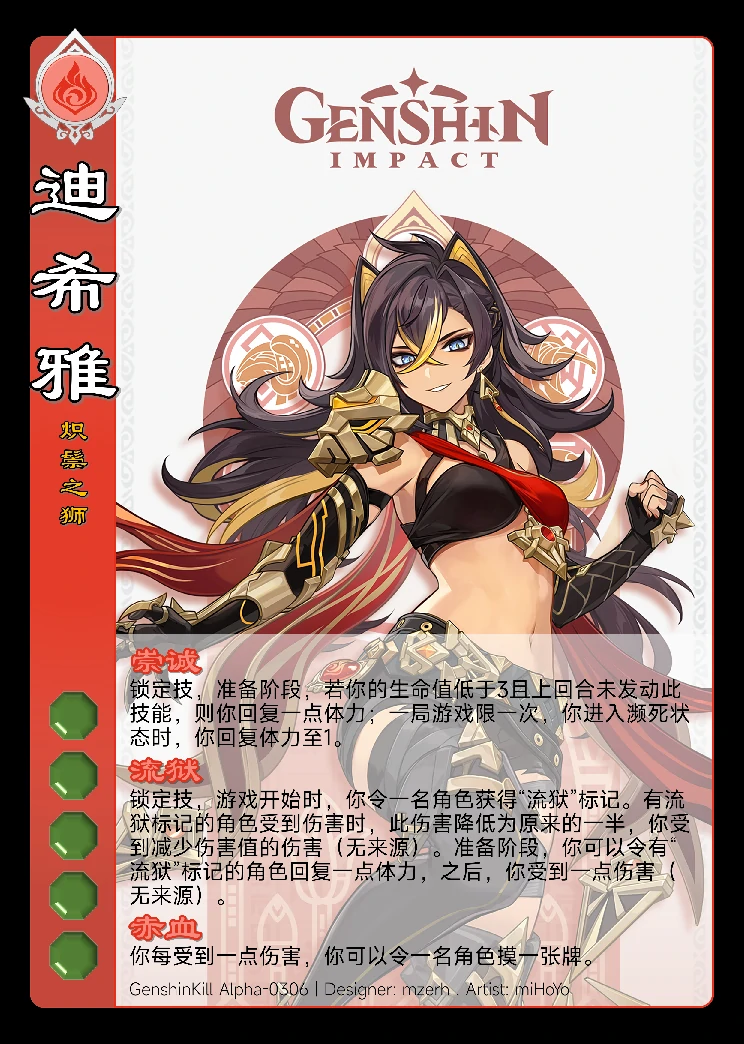 GENSHIN
IMPACT
迪希雅
炽鬃之狮
崇诚
锁定技，准备阶段，若你的生命值低于3且上回合未发动此
技能，则你回复一点体力；一局游戏限一次，你进入濒死状
态时，你回复体力至1。
流狱
锁定技，游戏开始时，你令一名角色获得“流狱”标记。有流
狱标记的角色受到伤害时，此伤害降低为原来的一半，你受
到减少伤害值的伤害（无来源）。准备阶段，你可以令有“
流狱”标记的角色回复一点体力，之后，你受到一点伤害（
无来源）。
赤血
你每受到一点伤害，你可以令一名角色摸一张牌。
GenshinKill Alpha-0306 | Designer: mzerh . Artist: miHoYo